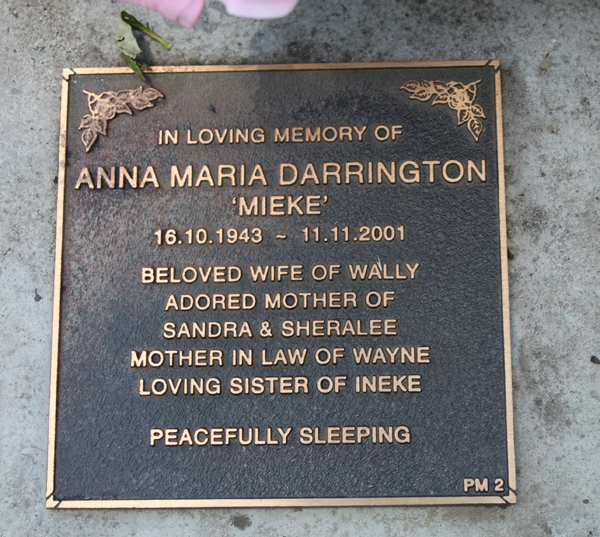 IN LOVING MEMORY OF
ANNA MARIA DARRINGTON
'MIEKE'
16.10.1943 ~ 11.11.2001
BELOVED WIFE OF WALLY
ADORED MOTHER OF
SANDRA & SHERALEE
MOTHER IN LAW OF WAYNE
LOVING SISTER OF INEKE
PEACEFULLY SLEEPING
PM 2